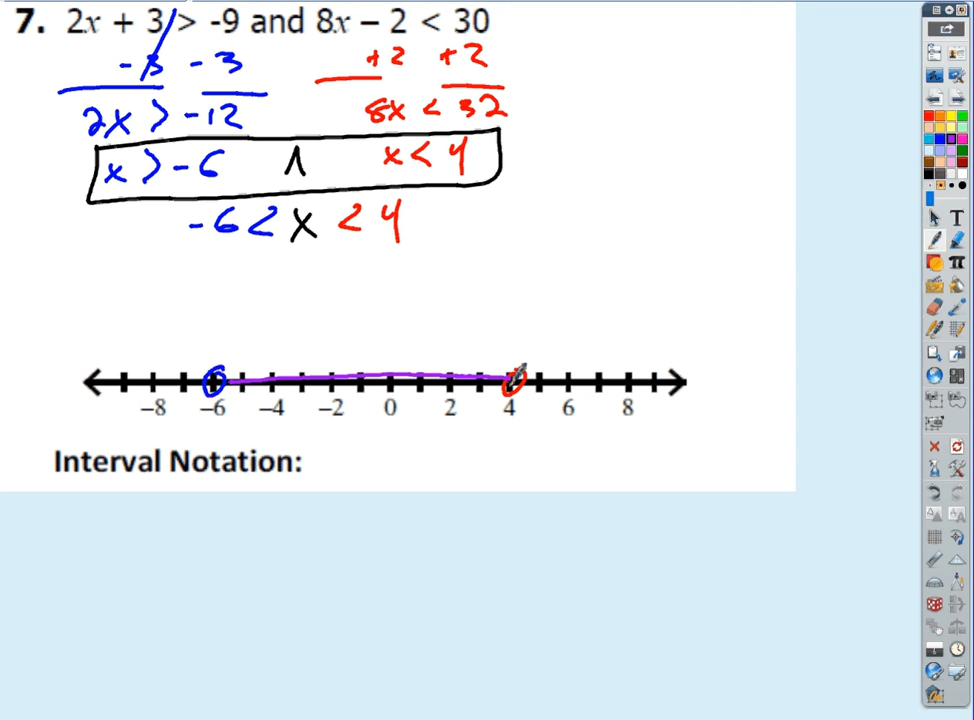 7. 2x + 3 > -9 and 8x – 2 < 30
-3 -3 +2 +2
2x > -12 8x < 32
x > -6 ∧ x < 4
-6 < x < 4
–8 –6 –4 –2 0 2 4 6 8
Interval Notation: